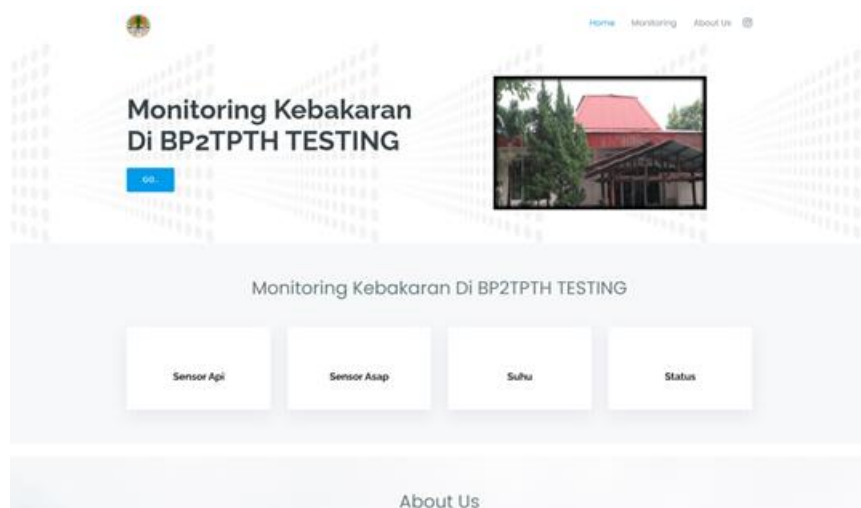 Home Monitoring About Us
Monitoring Kebakaran
Di BP2TPTH TESTING
GO..
Monitoring Kebakaran Di BP2TPTH TESTING
Sensor Api Sensor Asap Suhu Status
About Us